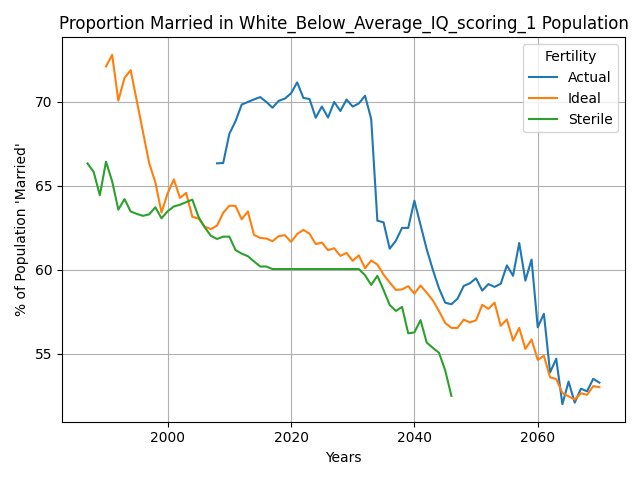 Proportion Married in White_Below_Average_IQ_scoring_1 Population
% of Population 'Married'
70
65
60
55
Fertility
Actual
Ideal
Sterile
2000 2020 2040 2060
Years